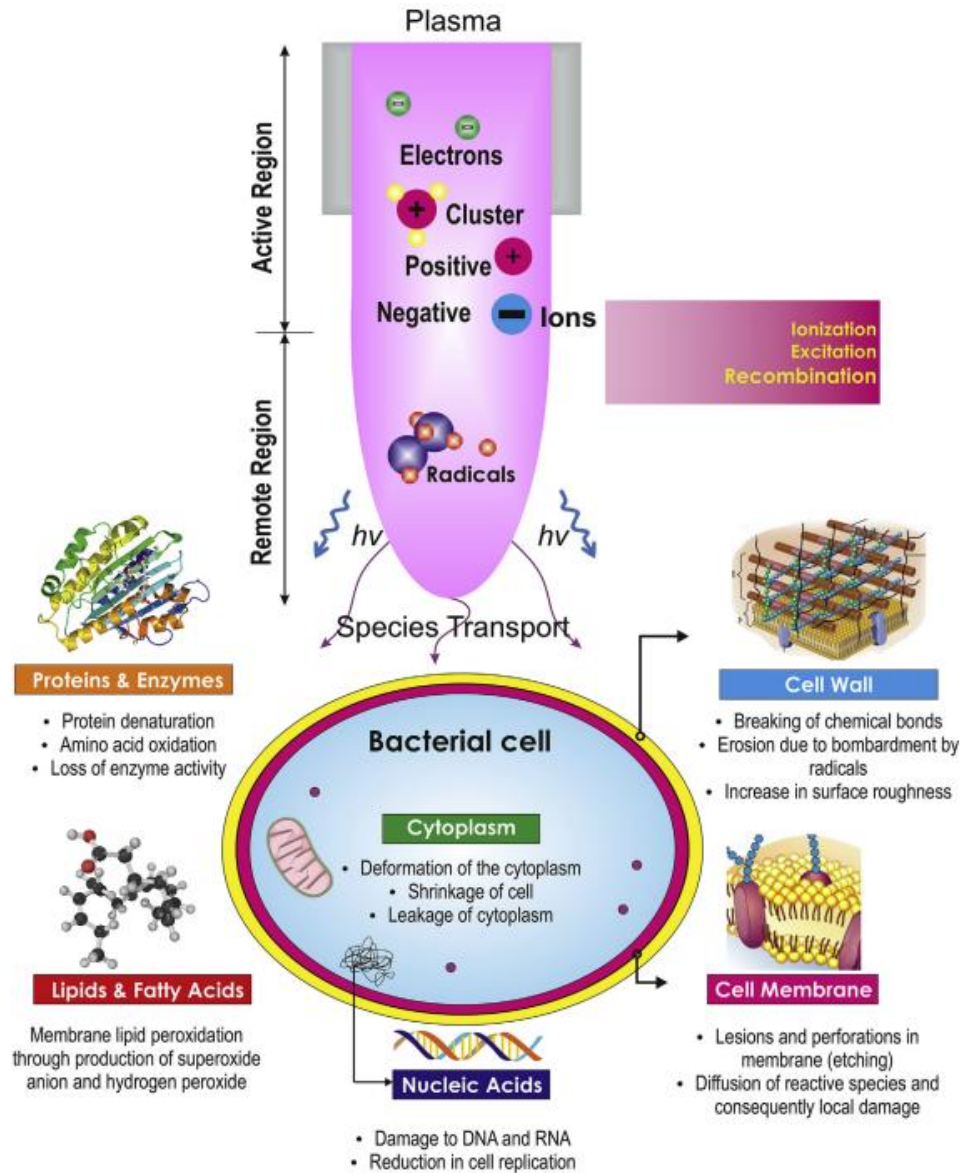 Plasma
Active Region
Electrons
Cluster
Positive
Negative
Ions
Ionization
Excitation
Recombination
Remote Region
Radicals
hv
hv
Species Transport
Proteins & Enzymes
• Protein denaturation
• Amino acid oxidation
• Loss of enzyme activity
Cell Wall
• Breaking of chemical bonds
• Erosion due to bombardment by
radicals
• Increase in surface roughness
Bacterial cell
Cytoplasm
• Deformation of the cytoplasm
• Shrinkage of cell
• Leakage of cytoplasm
Lipids & Fatty Acids
Membrane lipid peroxidation
through production of superoxide
anion and hydrogen peroxide
Cell Membrane
• Lesions and perforations in
membrane (etching)
• Diffusion of reactive species and
consequently local damage
Nucleic Acids
• Damage to DNA and RNA
• Reduction in cell replication